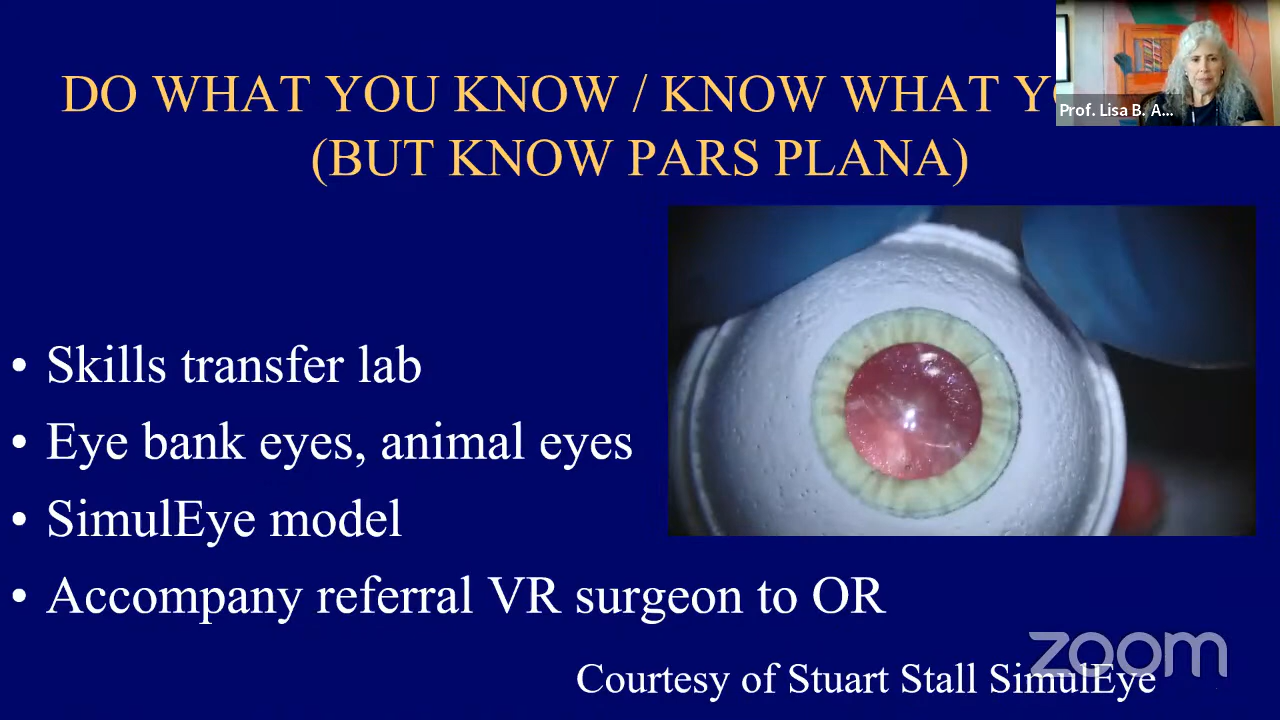 DO WHAT YOU KNOW / KNOW WHAT
(BUT KNOW PARS PLANA)
Prof. Lisa B. A...
• Skills transfer lab
• Eye bank eyes, animal eyes
• SimulEye model
• Accompany referral VR surgeon to OR
zoom
Courtesy of Stuart Stall SimulEye